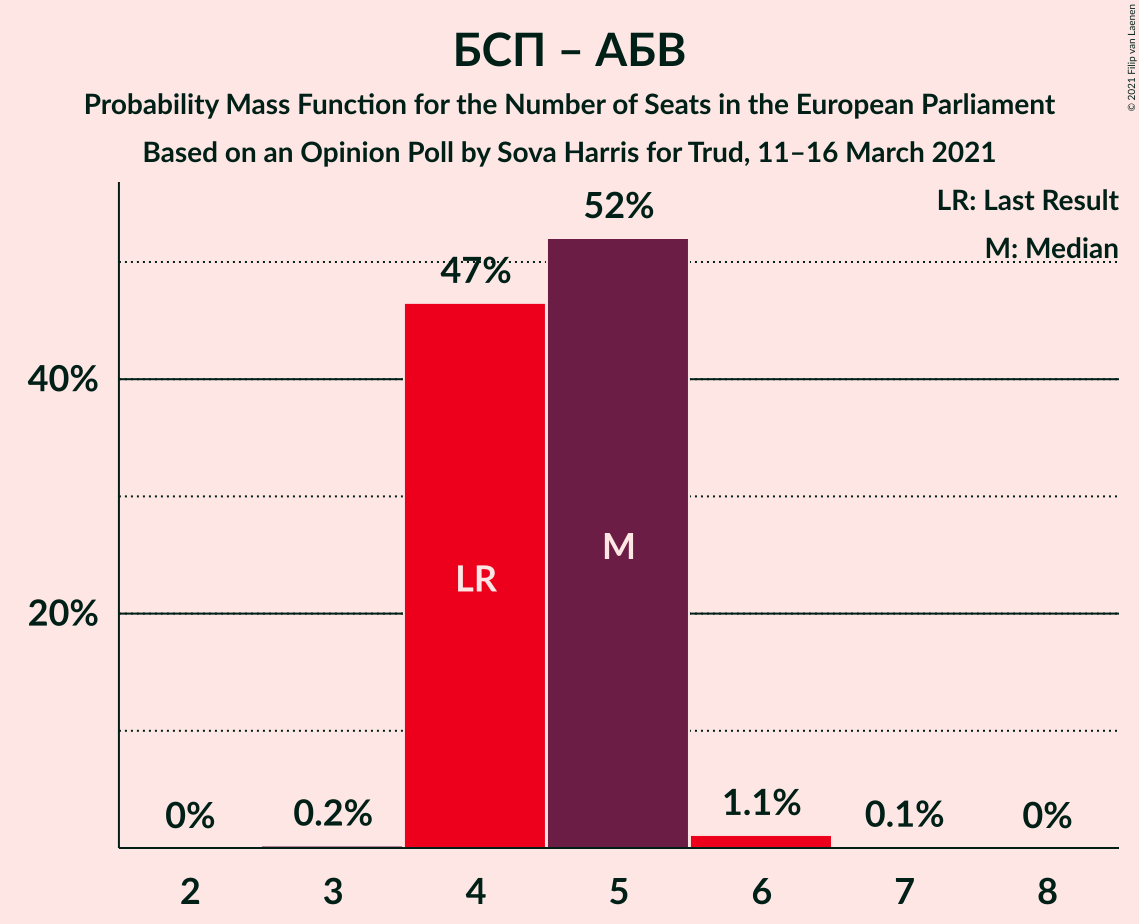 БСП – АБВ
Probability Mass Function for the Number of Seats in the European Parliament
Based on an Opinion Poll by Sova Harris for Trud, 11–16 March 2021
© 2021 Filip van Laenen
LR: Last Result
M: Median
52%
47%
40%
M
LR
20%
0%
0.2%
1.1%
0.1%
0%
2 3 4 5 6 7 8